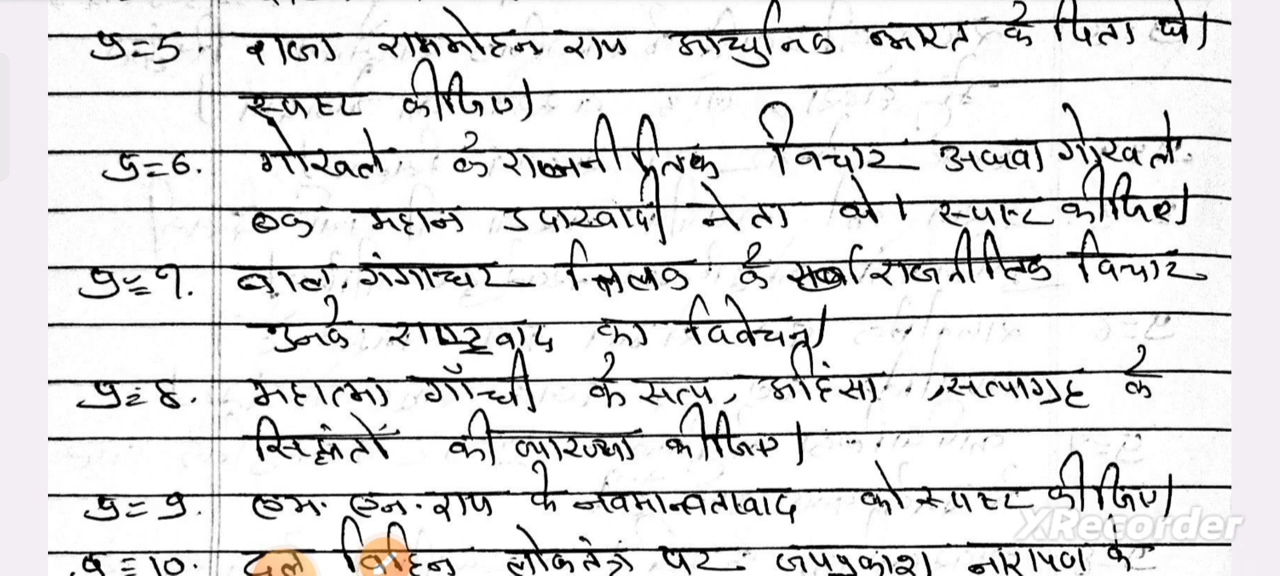 प्र=5. राजा राममोहन राय आधुनिक भारत के पिता थे।
स्पष्ट कीजिए।
प्र=6. गोखले के राजनीतिक विचार अथवा गोखले
एक महान उदारवादी नेता थे। स्पष्ट कीजिए।
प्र=7. बाल गंगाधर तिलक के राजनीतिक विचार
उनके राष्ट्रवाद का विवेचन।
प्र=8. महात्मा गाँधी के सत्य, अहिंसा, सत्याग्रह के
सिद्धांतों की व्याख्या कीजिए।
प्र=9. एम. एन. राय के नवमानवतावाद को स्पष्ट कीजिए।
प्र=10. दल विहिन लोकतंत्र पर जयप्रकाश नारायण के
XRecorder